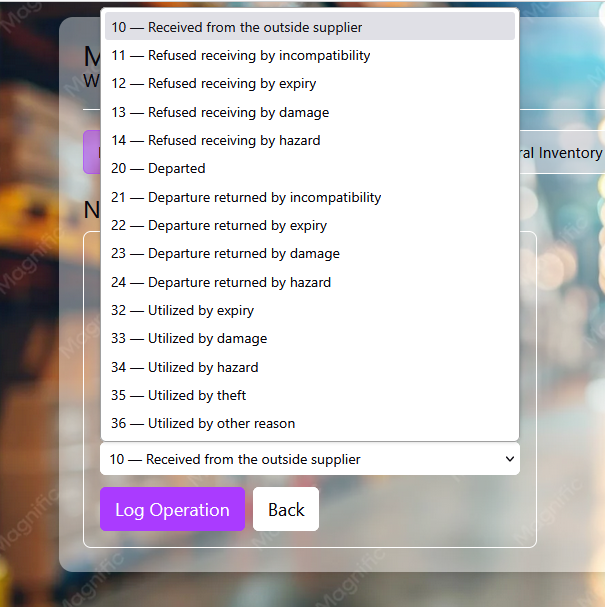 10 — Received from the outside supplier
11 — Refused receiving by incompatibility
12 — Refused receiving by expiry
13 — Refused receiving by damage
14 — Refused receiving by hazard
20 — Departed
ral Inventory
21 — Departure returned by incompatibility
22 — Departure returned by expiry
23 — Departure returned by damage
24 — Departure returned by hazard
32 — Utilized by expiry
33 — Utilized by damage
34 — Utilized by hazard
35 — Utilized by theft
36 — Utilized by other reason
10 — Received from the outside supplier
Log Operation
Back
Magnific
Magnific
Magnific
Magnific